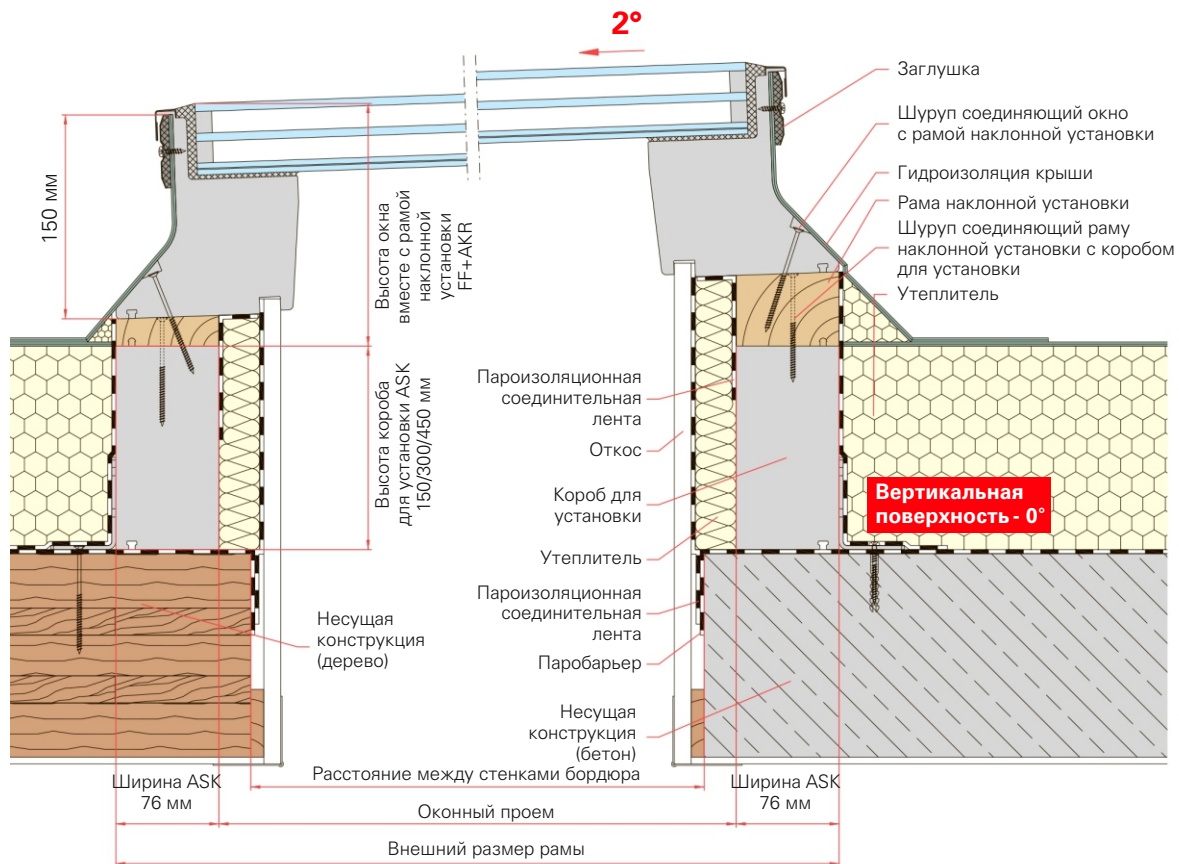 2°
Заглушка
Шуруп соединяющий окно
с рамой наклонной установки
Гидроизоляция крыши
Рама наклонной установки
Шуруп соединяющий раму
наклонной установки с коробом
для установки
Утеплитель
150 мм
Высота окна
вместе с рамой
наклонной
установки
FF+AKR
Высота короба
для установки ASK
150/300/450 мм
Пароизоляционная
соединительная
лента
Откос
Короб для
установки
Утеплитель
Пароизоляционная
соединительная
лента
Паробарьер
Несущая
конструкция
(бетон)
Вертикальная
поверхность - 0°
Несущая
конструкция
(дерево)
Расстояние между стенками бордюра
Ширина ASK
76 мм
Ширина ASK
76 мм
Оконный проем
Внешний размер рамы